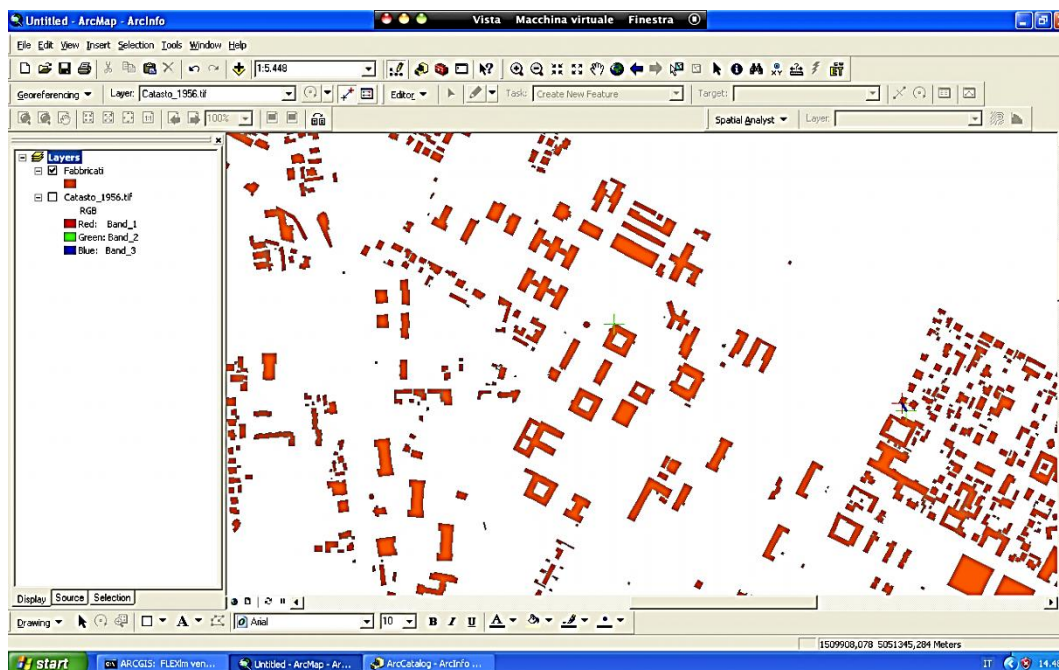 Untitled - ArcMap - ArcInfo
Vista Macchina virtuale Finestra
File Edit View Insert Selection Tools Window Help
1:5.448
Georeferencing Layer: Catasto_1956.tif Editor Task: Create New Feature Target:
100% Spatial Analyst Layer:
Layers
Fabbricati
Catasto_1956.tif
RGB
Red: Band_1
Green: Band_2
Blue: Band_3
Display Source Selection
Drawing A Arial 10 B I U A
1509908,078 5051345,284 Meters
start ARCGIS: FLEXlm ven... Untitled - ArcMap - Ar... ArcCatalog - ArcInfo ... IT